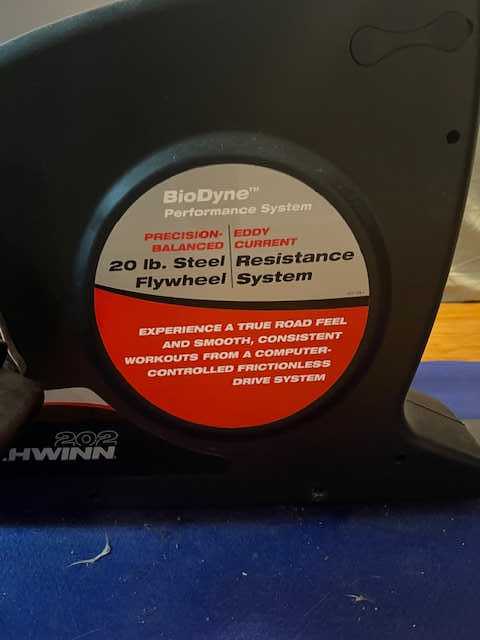 BioDyne™
Performance System
PRECISION- EDDY
BALANCED CURRENT
20 lb. Steel Resistance
Flywheel System
EXPERIENCE A TRUE ROAD FEEL
AND SMOOTH, CONSISTENT
WORKOUTS FROM A COMPUTER-
CONTROLLED FRICTIONLESS
DRIVE SYSTEM
202
HWINN